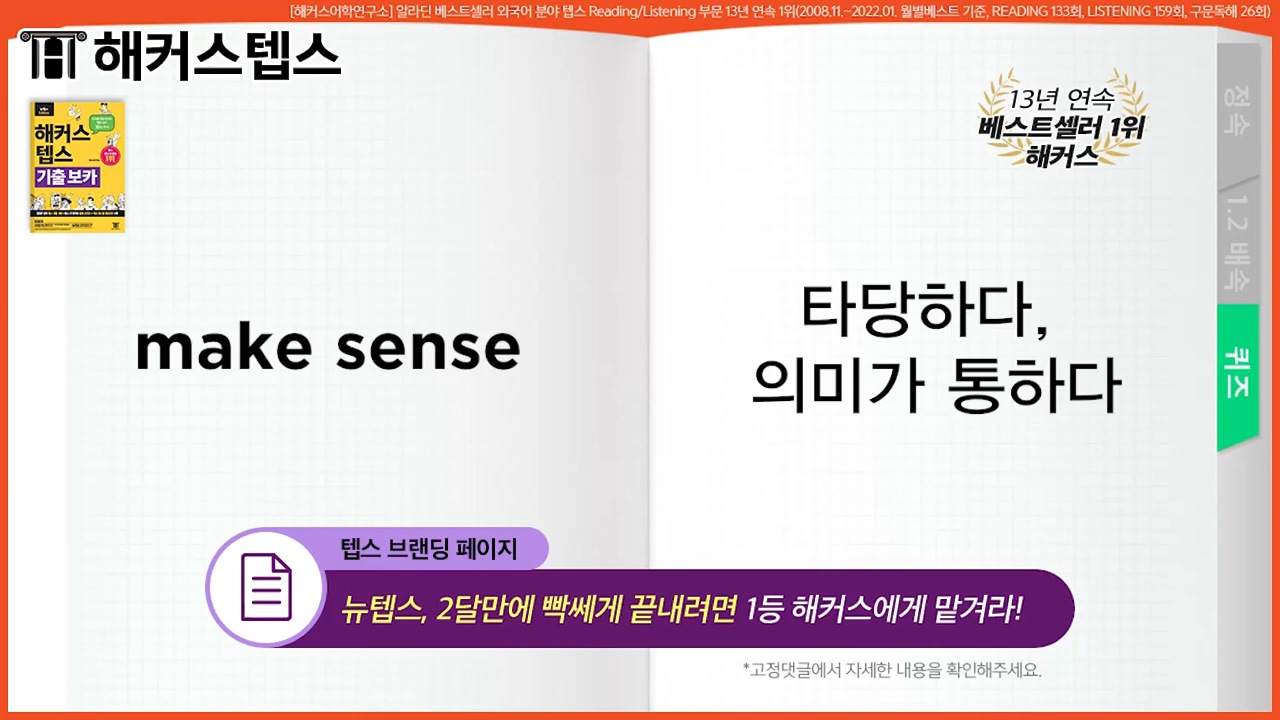 [해커스어학연구소] 알라딘 베스트셀러 외국어 분야 텝스 Reading/Listening 부문 13년 연속 1위(2008.11.~2022.01. 월별베스트 기준, READING 133회, LISTENING 159회, 구문독해 26회)
해커스텝스
해커스
텝스
기출 보카
13년 연속
베스트셀러 1위
해커스
정속
1.2 배속
퀴즈
make sense
타당하다,
의미가 통하다
텝스 브랜딩 페이지
뉴텝스, 2달만에 빡쎄게 끝내려면 1등 해커스에게 맡겨라!
*고정댓글에서 자세한 내용을 확인해주세요.